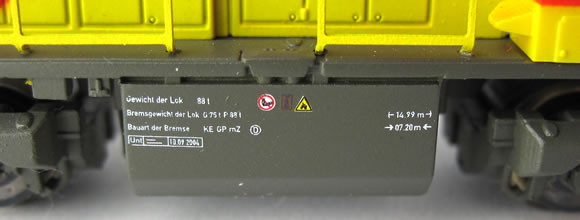 Gewicht der Lok 88 t
Bremsgewicht der Lok G 75 t P 88 t
|← 14.99 m →|
Bauart der Bremse KE GP mZ D
→|07.20 m|←
Unt 13.09 2004